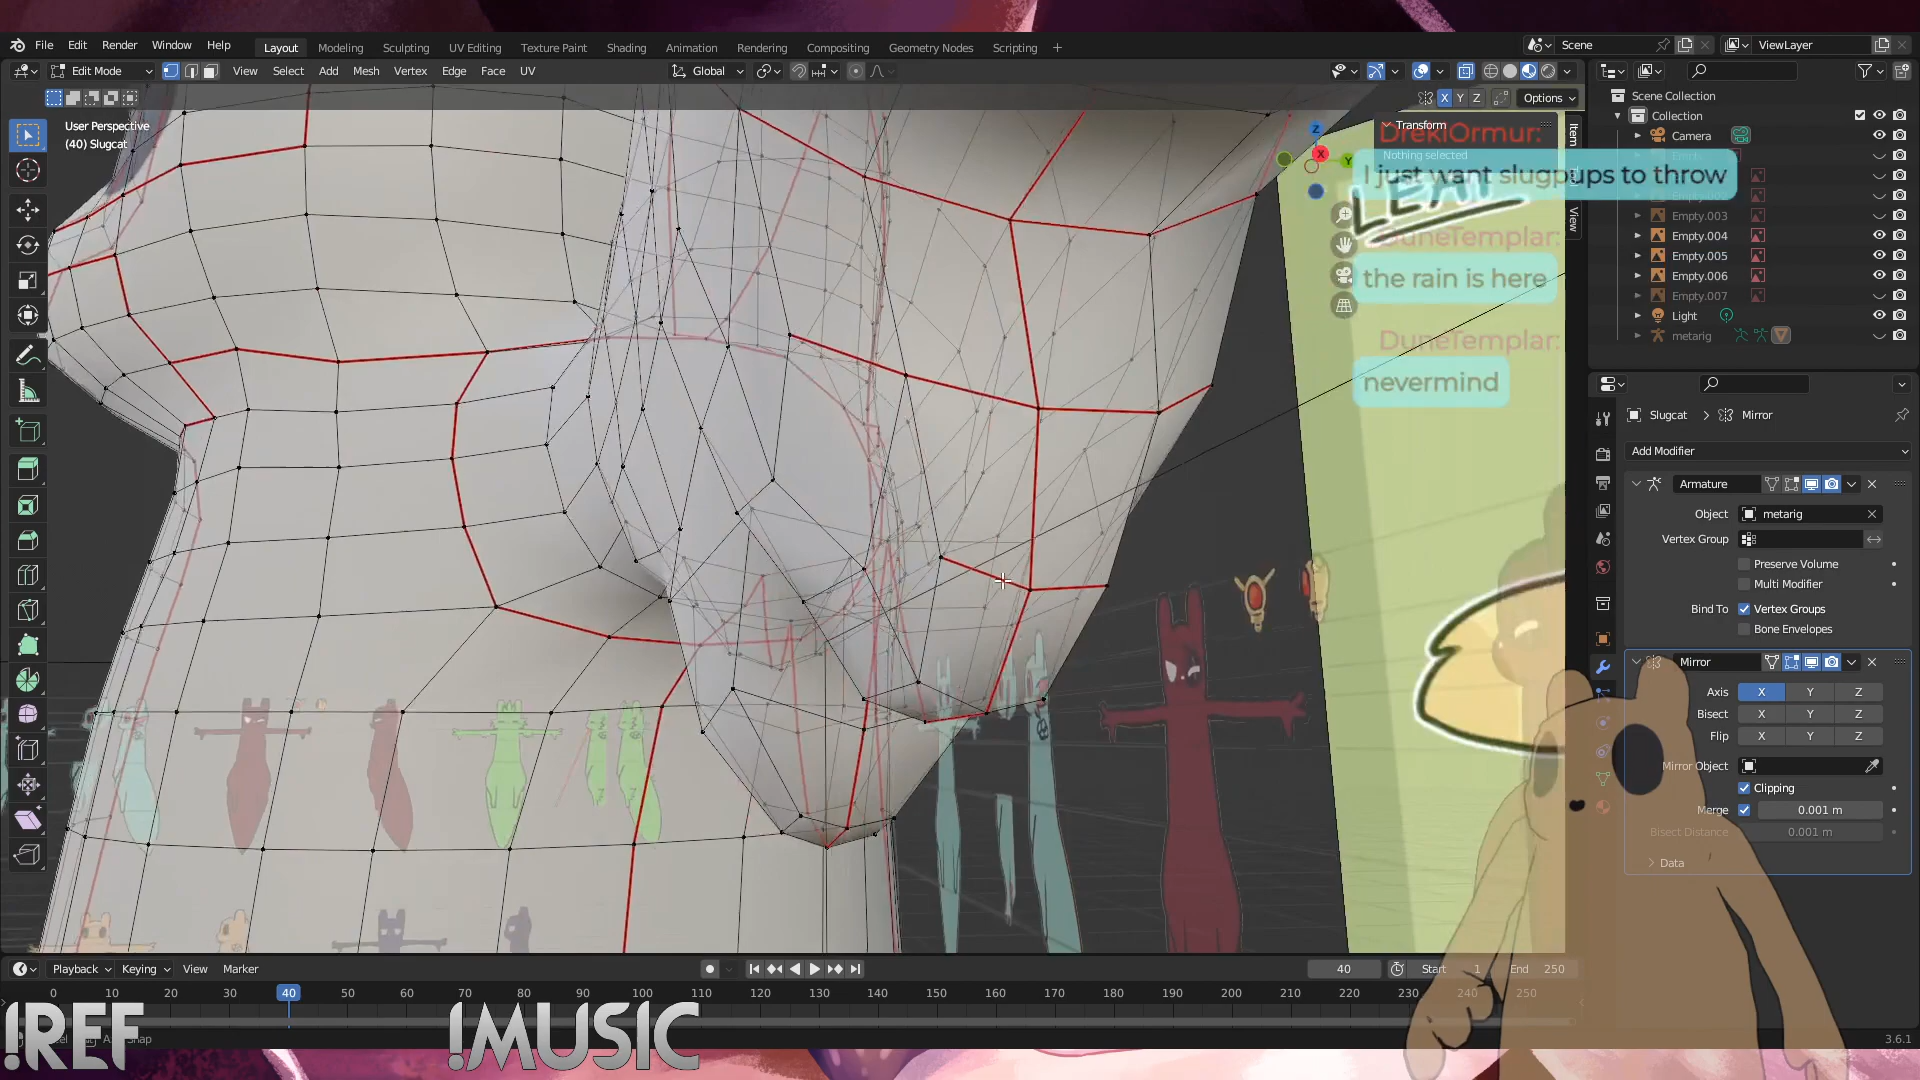 File Edit Render Window Help Layout Modeling Sculpting UV Editing Texture Paint Shading Animation Rendering Compositing Geometry Nodes Scripting + Scene ViewLayer
Edit Mode View Select Add Mesh Vertex Edge Face UV Global
X Y Z Options
User Perspective
(40) Slugcat
Transform
Nothing selected
Item
View
Z
X
Y
DrekiOrmur:
I just want slugpups to throw
DuneTemplar:
the rain is here
DuneTemplar:
nevermind
Scene Collection
Collection
Camera
Empty.003
Empty.004
Empty.005
Empty.006
Empty.007
Light
metarig
Slugcat > Mirror
Add Modifier
Armature
Object metarig
Vertex Group
Preserve Volume
Multi Modifier
Bind To Vertex Groups
Bone Envelopes
Mirror
Axis X Y Z
Bisect X Y Z
Flip X Y Z
Mirror Object
Clipping
Merge 0.001 m
Bisect Distance 0.001 m
Data
Playback Keying View Marker 40 Start 1 End 250
0 10 20 30 40 50 60 70 80 90 100 110 120 130 140 150 160 170 180 190 200 210 220 230 240 250
!REF !MUSIC
3.6.1